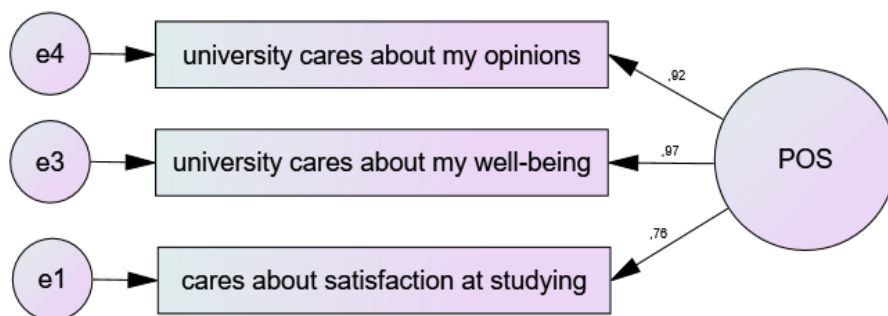 e4
university cares about my opinions
,92
e3
university cares about my well-being
,97
POS
e1
cares about satisfaction at studying
,76